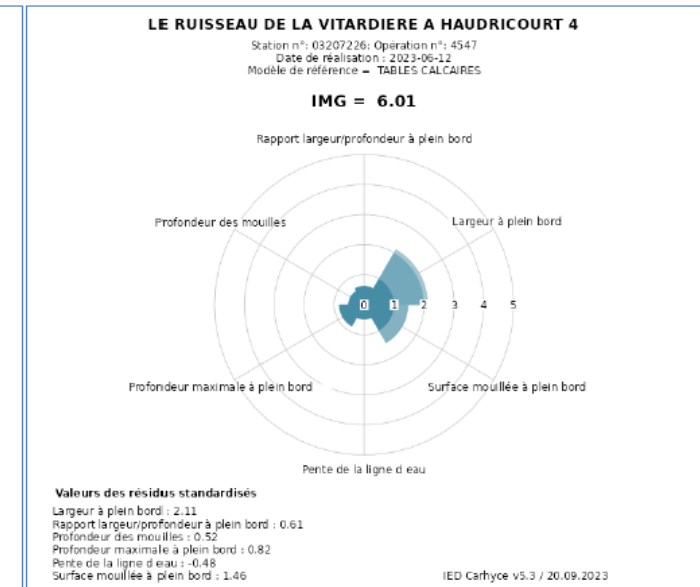 LE RUISSEAU DE LA VITARDIERE A HAUDRICOURT 4
Station n°: 03207226: Opération n°: 4547
Date de réalisation : 2023-06-12
Modèle de référence = TABLES CALCAIRES
IMG = 6.01
Rapport largeur/profondeur à plein bord
Profondeur des mouilles
Largeur à plein bord
0 1 2 3 4 5
Profondeur maximale à plein bord
Surface mouillée à plein bord
Pente de la ligne d eau
Valeurs des résidus standardisés
Largeur à plein bord : 2.11
Rapport largeur/profondeur à plein bord : 0.61
Profondeur des mouilles : 0.52
Profondeur maximale à plein bord : 0.82
Pente de la ligne d eau : -0.48
Surface mouillée à plein bord : 1.46
IED Carhyce v5.3 / 20.09.2023